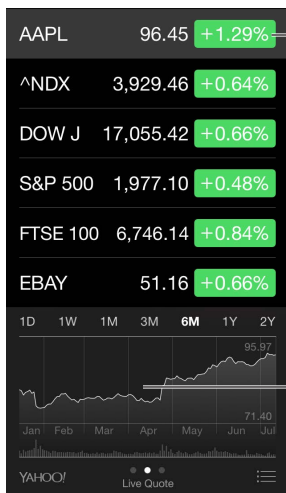 AAPL 96.45 +1.29%
^NDX 3,929.46 +0.64%
DOW J 17,055.42 +0.66%
S&P 500 1,977.10 +0.48%
FTSE 100 6,746.14 +0.84%
EBAY 51.16 +0.66%
1D 1W 1M 3M 6M 1Y 2Y
95.97
71.40
Jan Feb Mar Apr May Jun Jul
YAHOO!
Live Quote